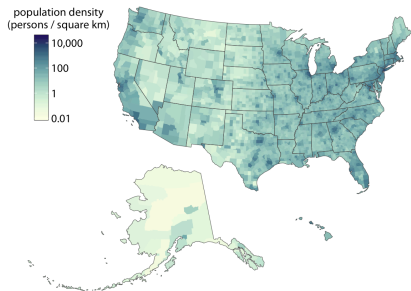 population density
(persons / square km)
10,000
100
1
0.01